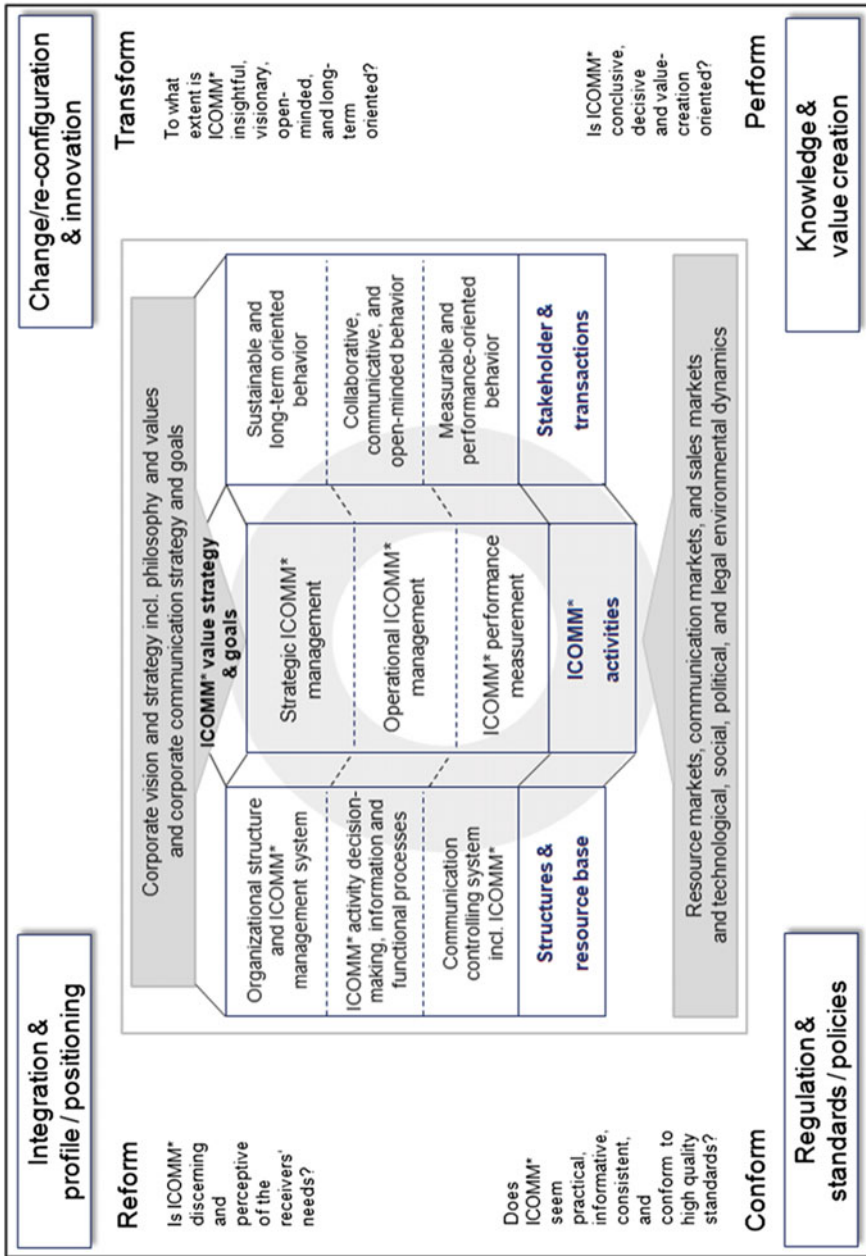 Integration &
profile / positioning
Change/re-configuration
& innovation
Reform
Is ICOMM*
discerning
and
perceptive
of the
receivers'
needs?
Transform
To what
extent is
ICOMM*
insightful,
visionary,
open-
minded,
and long-
term
oriented?
Corporate vision and strategy incl. philosophy and values
and corporate communication strategy and goals
ICOMM* value strategy
& goals
Organizational structure
and ICOMM*
management system
ICOMM* activity decision-
making, information and
functional processes
Communication
controlling system
incl. ICOMM*
Structures &
resource base
Strategic ICOMM*
management
Operational ICOMM*
management
ICOMM* performance
measurement
ICOMM*
activities
Sustainable and
long-term oriented
behavior
Collaborative,
communicative, and
open-minded behavior
Measurable and
performance-oriented
behavior
Stakeholder &
transactions
Resource markets, communication markets, and sales markets
and technological, social, political, and legal environmental dynamics
Does
ICOMM*
seem
practical,
informative,
consistent,
and
conform to
high quality
standards?
Conform
Is ICOMM*
conclusive,
decisive
and value-
creation
oriented?
Perform
Regulation &
standards / policies
Knowledge &
value creation